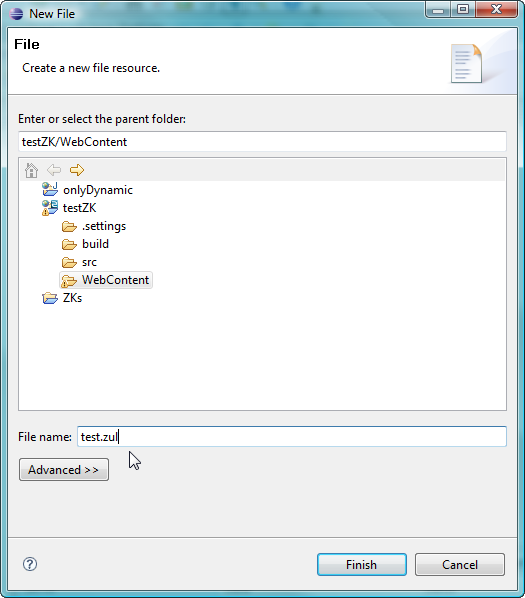 New File
File
Create a new file resource.
Enter or select the parent folder:
testZK/WebContent
onlyDynamic
testZK
.settings
build
src
WebContent
ZKs
File name: test.zul
Advanced >>
? Finish Cancel